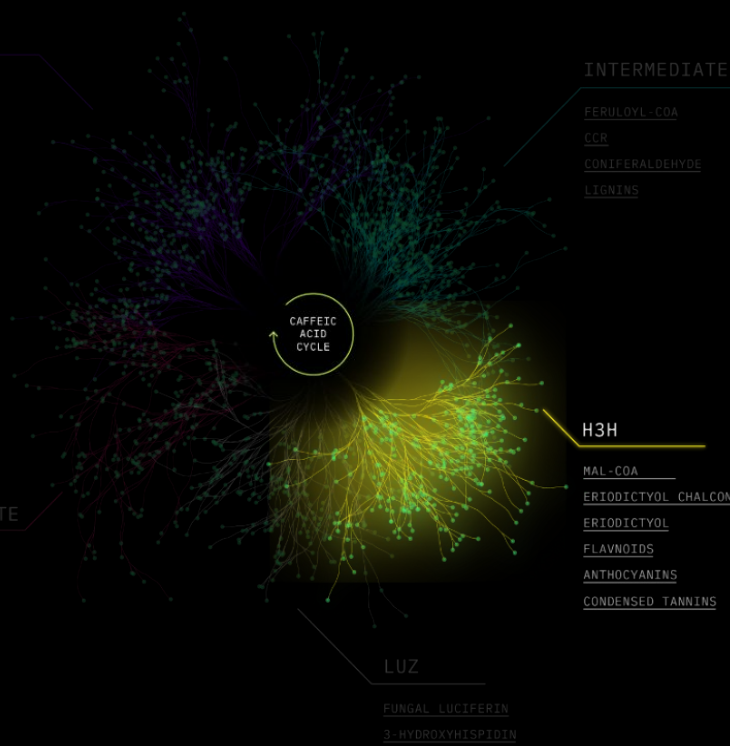 INTERMEDIATE
FERULOYL-COA
CCR
CONIFERALDEHYDE
LIGNINS
CAFFEIC
ACID
CYCLE
H3H
MAL-COA
ERIODICTYOL CHALCON
ERIODICTYOL
FLAVNOIDS
ANTHOCYANINS
CONDENSED TANNINS
TE
LUZ
FUNGAL LUCIFERIN
3-HYDROXYHISPIDIN